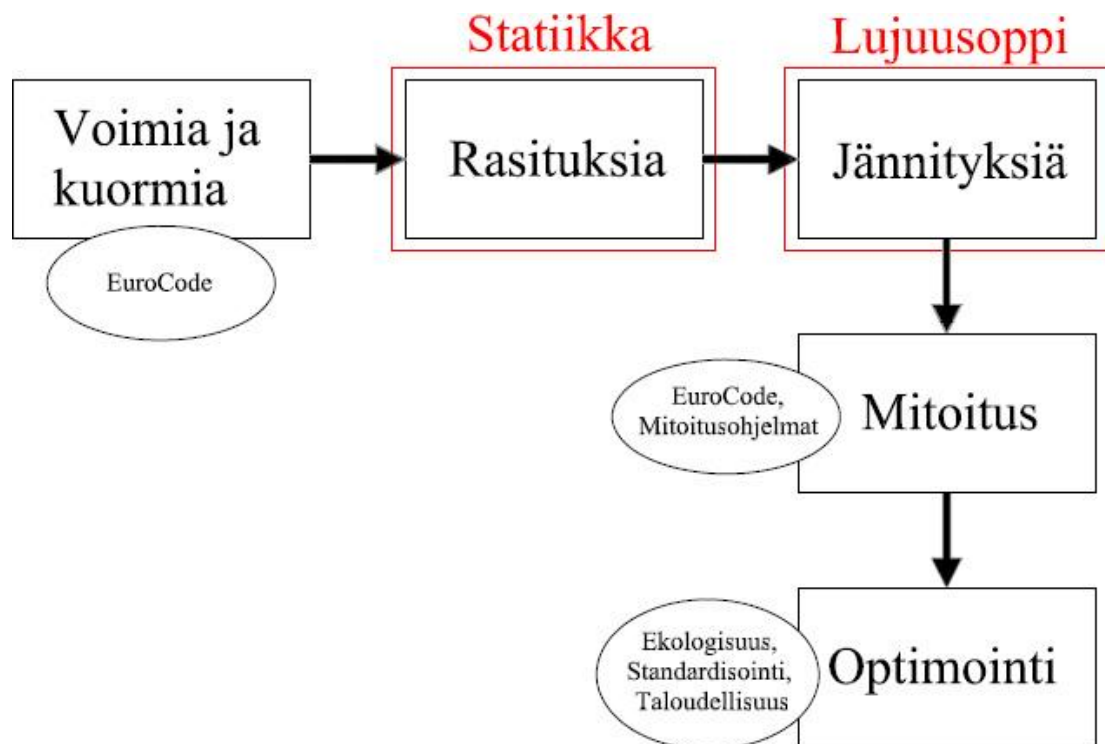 Statiikka
Lujuusoppi
Voimia ja
kuormia
Rasituksia
Jännityksiä
EuroCode
EuroCode,
Mitoitusohjelmat
Mitoitus
Ekologisuus,
Standardisointi,
Taloudellisuus
Optimointi